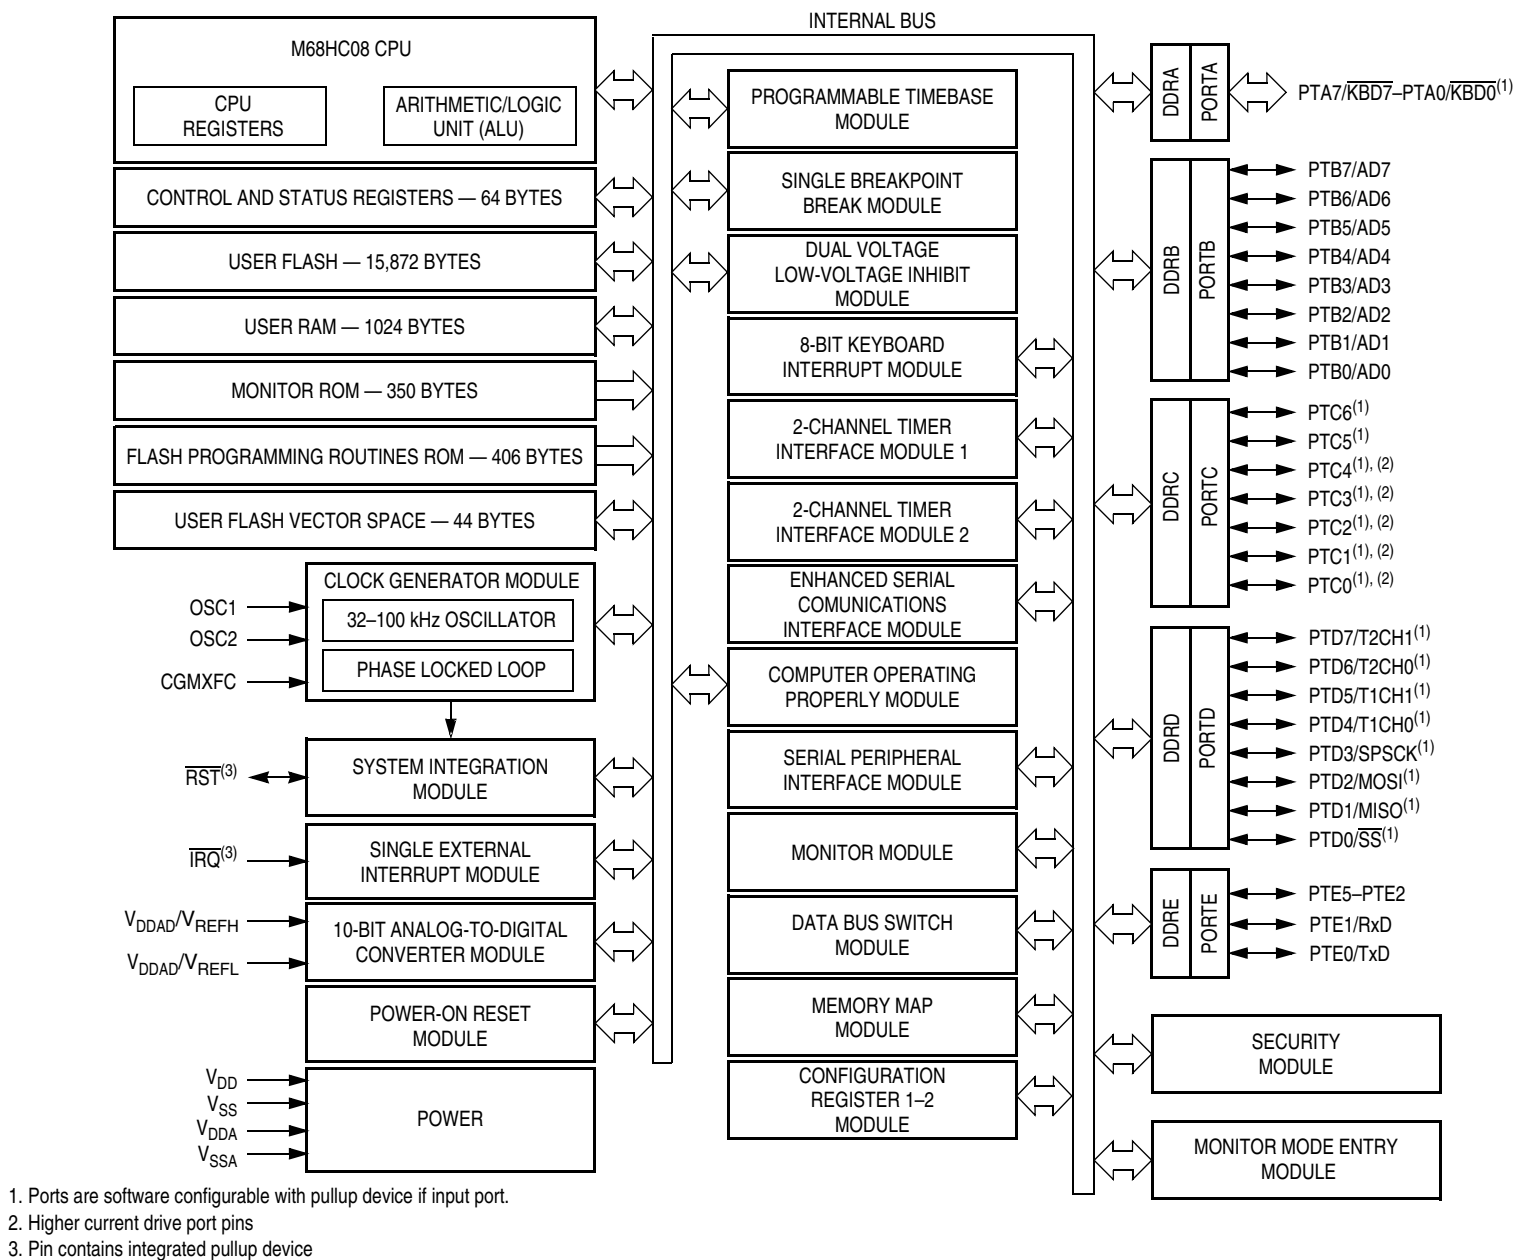 INTERNAL BUS
M68HC08 CPU
CPU
REGISTERS
ARITHMETIC/LOGIC
UNIT (ALU)
CONTROL AND STATUS REGISTERS — 64 BYTES
USER FLASH — 15,872 BYTES
USER RAM — 1024 BYTES
MONITOR ROM — 350 BYTES
FLASH PROGRAMMING ROUTINES ROM — 406 BYTES
USER FLASH VECTOR SPACE — 44 BYTES
CLOCK GENERATOR MODULE
32–100 kHz OSCILLATOR
PHASE LOCKED LOOP
OSC1
OSC2
CGMXFC
SYSTEM INTEGRATION
MODULE
RST(3)
SINGLE EXTERNAL
INTERRUPT MODULE
IRQ(3)
10-BIT ANALOG-TO-DIGITAL
CONVERTER MODULE
VDDAD/VREFH
VDDAD/VREFL
POWER-ON RESET
MODULE
POWER
VDD
VSS
VDDA
VSSA
PROGRAMMABLE TIMEBASE
MODULE
SINGLE BREAKPOINT
BREAK MODULE
DUAL VOLTAGE
LOW-VOLTAGE INHIBIT
MODULE
8-BIT KEYBOARD
INTERRUPT MODULE
2-CHANNEL TIMER
INTERFACE MODULE 1
2-CHANNEL TIMER
INTERFACE MODULE 2
ENHANCED SERIAL
COMUNICATIONS
INTERFACE MODULE
COMPUTER OPERATING
PROPERLY MODULE
SERIAL PERIPHERAL
INTERFACE MODULE
MONITOR MODULE
DATA BUS SWITCH
MODULE
MEMORY MAP
MODULE
CONFIGURATION
REGISTER 1–2
MODULE
DDRA
PORTA
PTA7/KBD7–PTA0/KBD0(1)
DDRB
PORTB
PTB7/AD7
PTB6/AD6
PTB5/AD5
PTB4/AD4
PTB3/AD3
PTB2/AD2
PTB1/AD1
PTB0/AD0
DDRC
PORTC
PTC6(1)
PTC5(1)
PTC4(1), (2)
PTC3(1), (2)
PTC2(1), (2)
PTC1(1), (2)
PTC0(1), (2)
DDRD
PORTD
PTD7/T2CH1(1)
PTD6/T2CH0(1)
PTD5/T1CH1(1)
PTD4/T1CH0(1)
PTD3/SPSCK(1)
PTD2/MOSI(1)
PTD1/MISO(1)
PTD0/SS(1)
DDRE
PORTE
PTE5–PTE2
PTE1/RxD
PTE0/TxD
SECURITY
MODULE
MONITOR MODE ENTRY
MODULE
1. Ports are software configurable with pullup device if input port.
2. Higher current drive port pins
3. Pin contains integrated pullup device